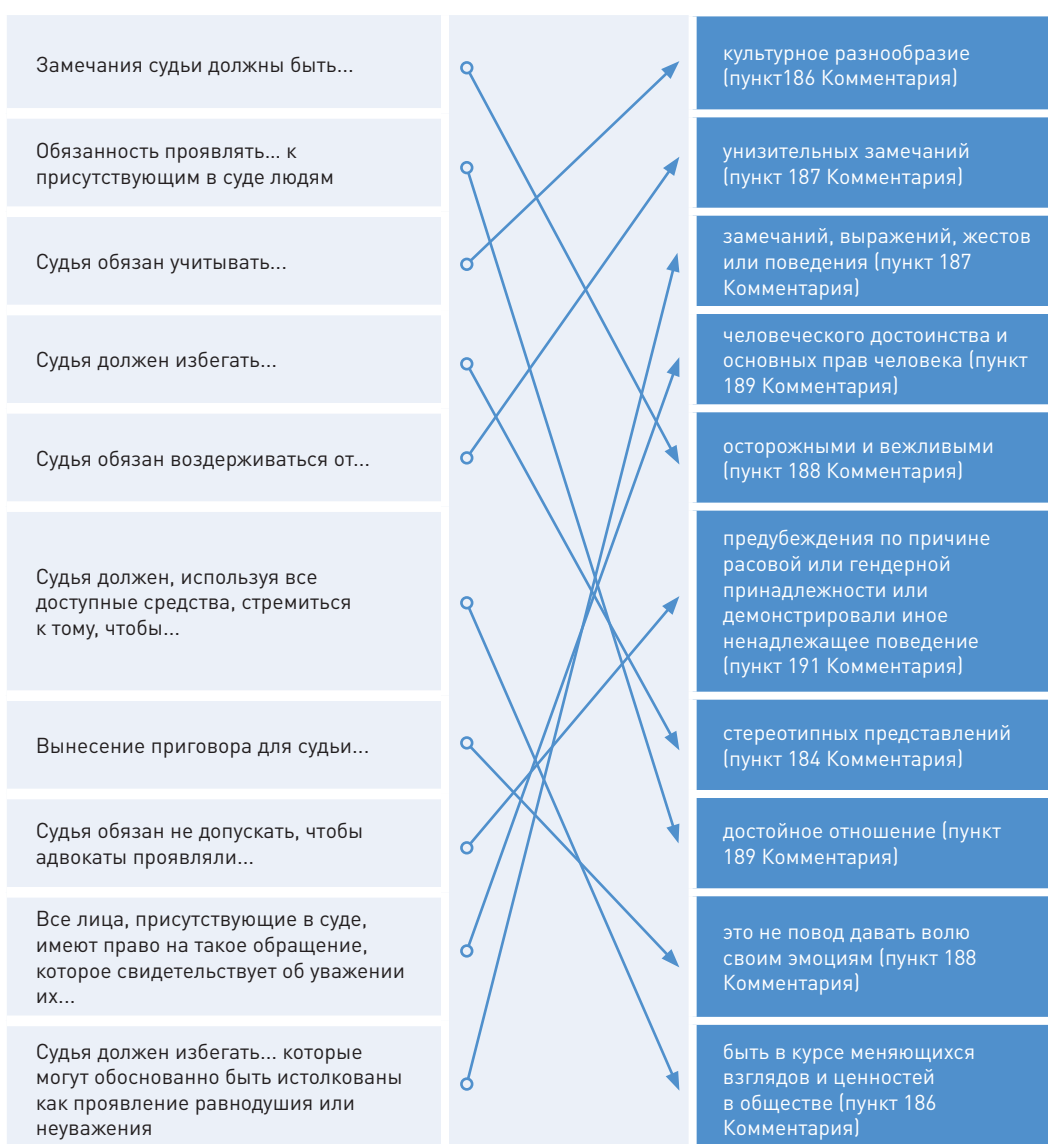 Замечания судьи должны быть...
культурное разнообразие
(пункт186 Комментария)
Обязанность проявлять... к
присутствующим в суде людям
унизительных замечаний
(пункт 187 Комментария)
Судья обязан учитывать...
замечаний, выражений, жестов
или поведения (пункт 187
Комментария)
Судья должен избегать...
человеческого достоинства и
основных прав человека (пункт
189 Комментария)
Судья обязан воздерживаться от...
осторожными и вежливыми
(пункт 188 Комментария)
Судья должен, используя все
доступные средства, стремиться
к тому, чтобы...
предубеждения по причине
расовой или гендерной
принадлежности или
демонстрировали иное
ненадлежащее поведение
(пункт 191 Комментария)
Вынесение приговора для судьи...
стереотипных представлений
(пункт 184 Комментария)
Судья обязан не допускать, чтобы
адвокаты проявляли...
достойное отношение (пункт
189 Комментария)
Все лица, присутствующие в суде,
имеют право на такое обращение,
которое свидетельствует об уважении
их...
это не повод давать волю
своим эмоциям (пункт 188
Комментария)
Судья должен избегать... которые
могут обоснованно быть истолкованы
как проявление равнодушия или
неуважения
быть в курсе меняющихся
взглядов и ценностей
в обществе (пункт 186
Комментария)